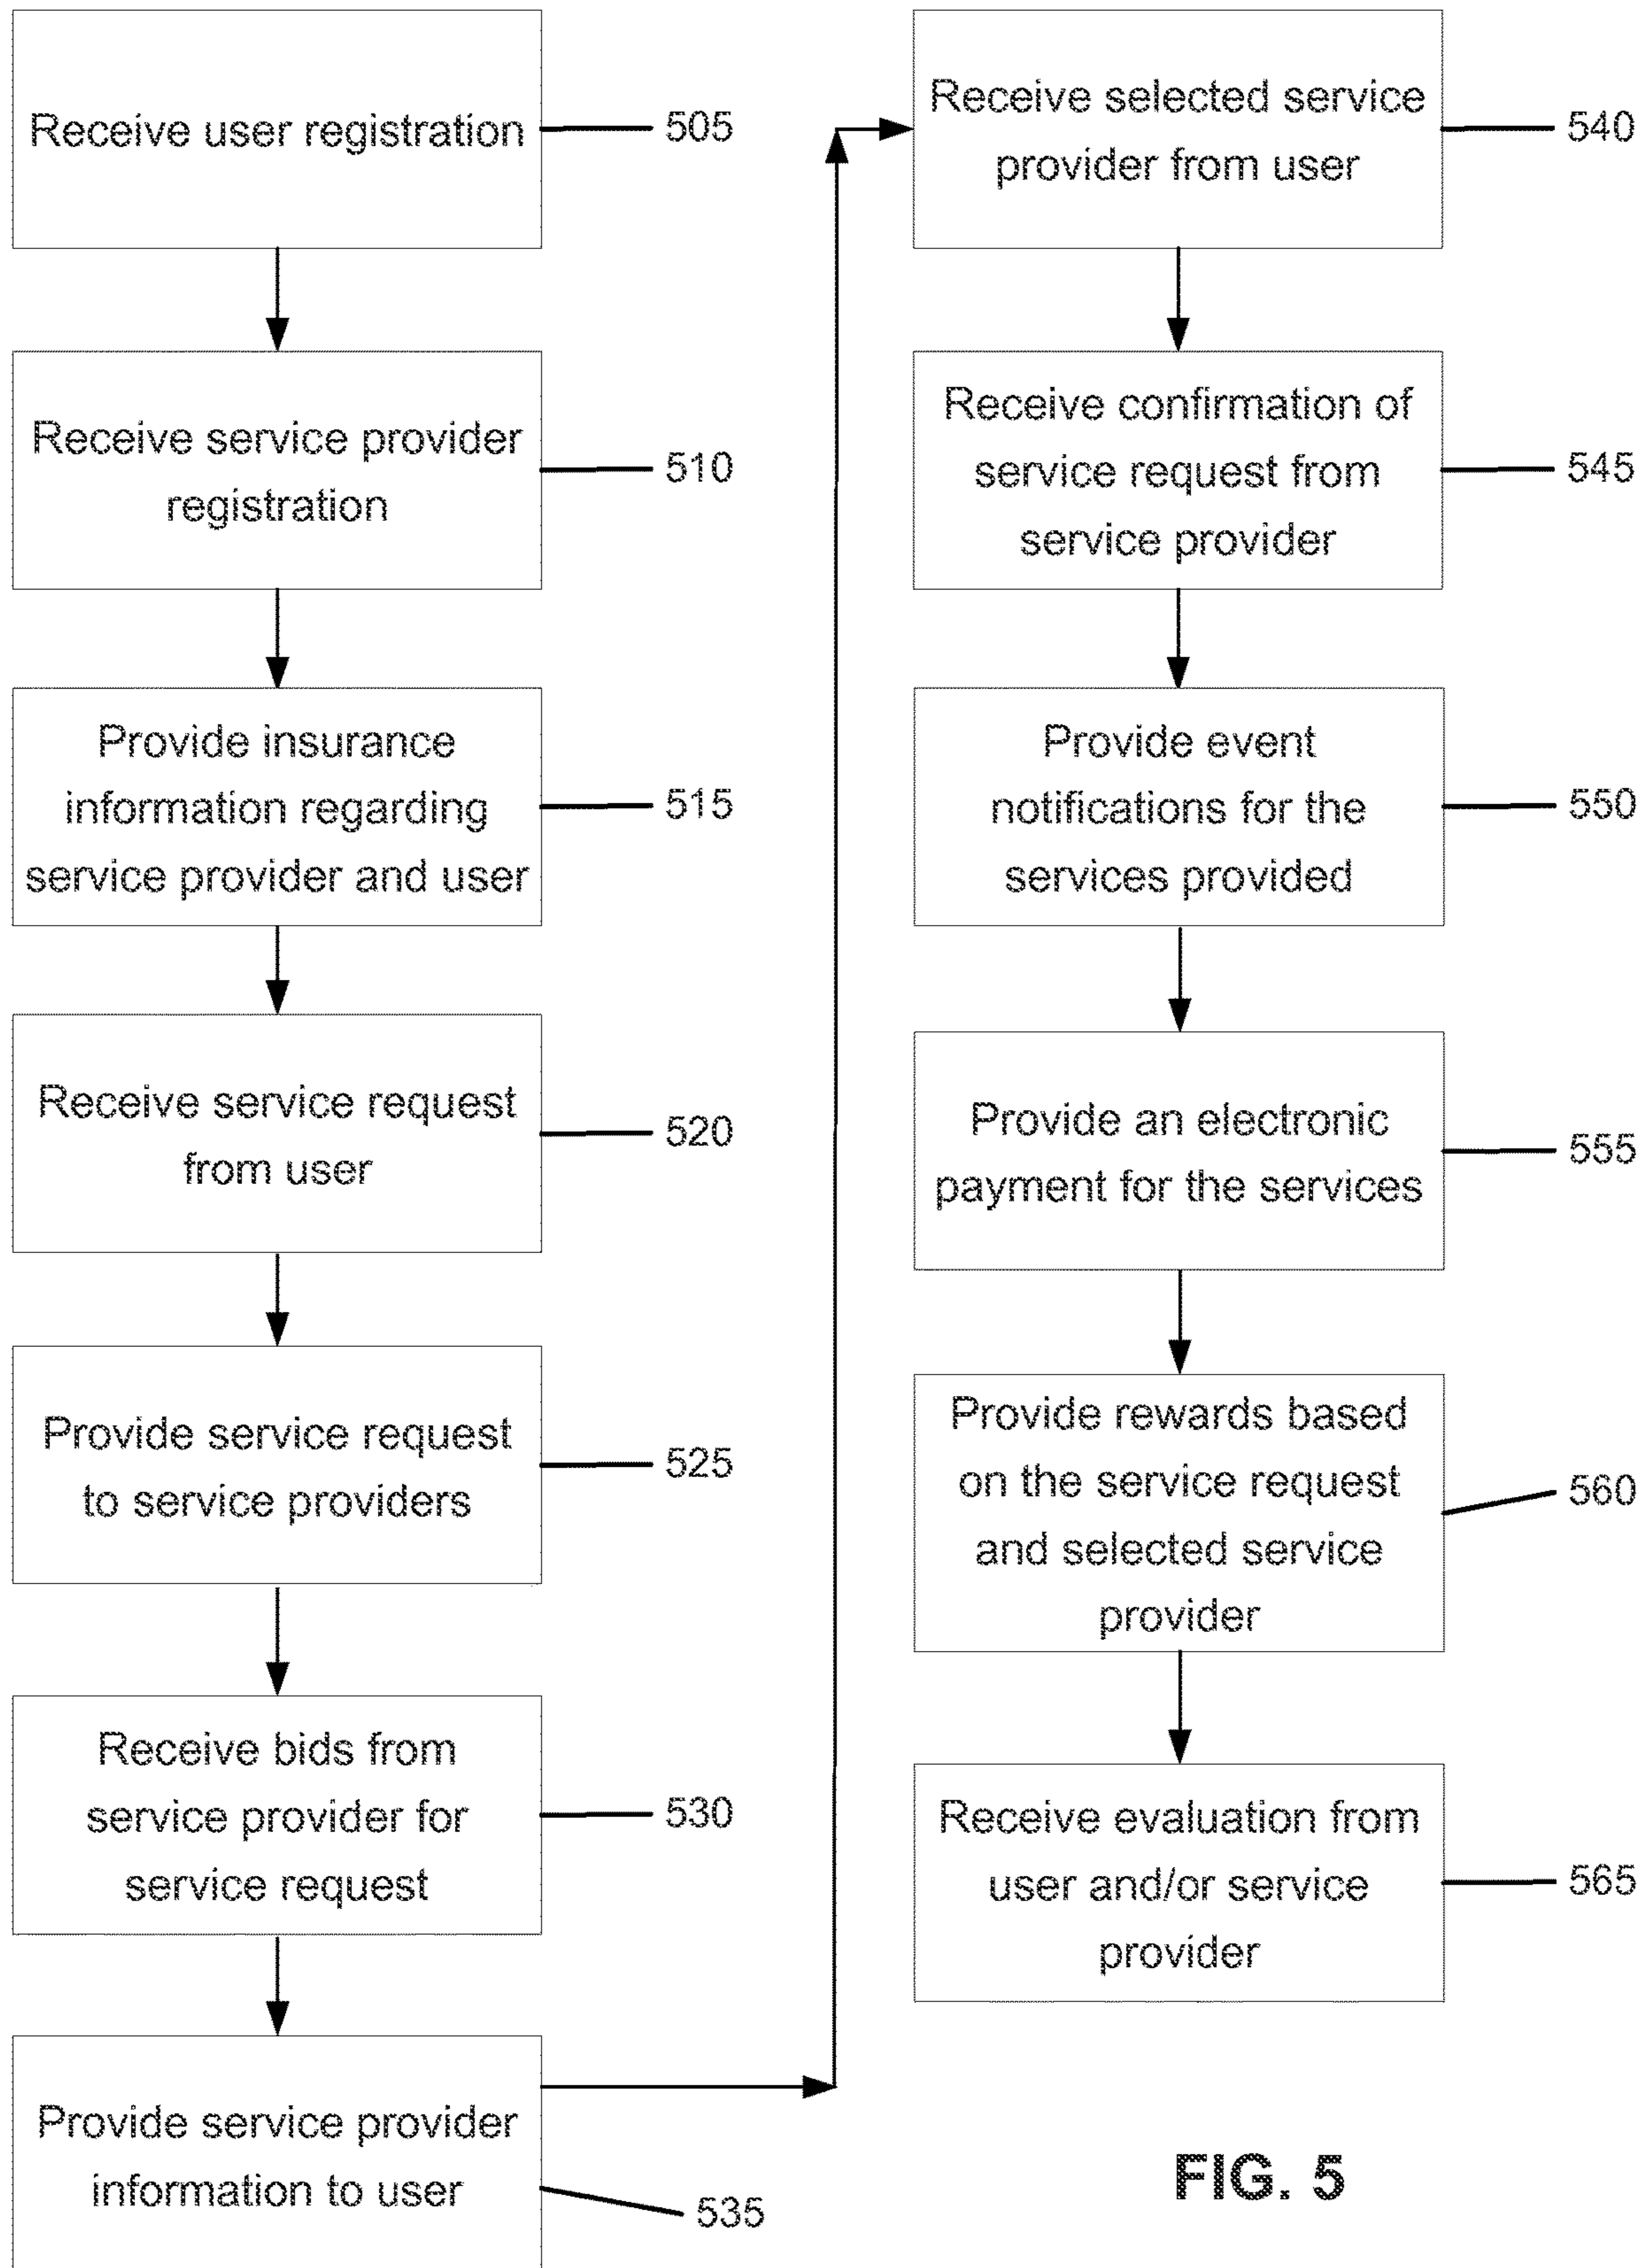 Receive user registration
505
Receive service provider
registration
510
Provide insurance
information regarding
service provider and user
515
Receive service request
from user
520
Provide service request
to service providers
525
Receive bids from
service provider for
service request
530
Provide service provider
information to user
535
Receive selected service
provider from user
540
Receive confirmation of
service request from
service provider
545
Provide event
notifications for the
services provided
550
Provide an electronic
payment for the services
555
Provide rewards based
on the service request
and selected service
provider
560
Receive evaluation from
user and/or service
provider
565
FIG. 5